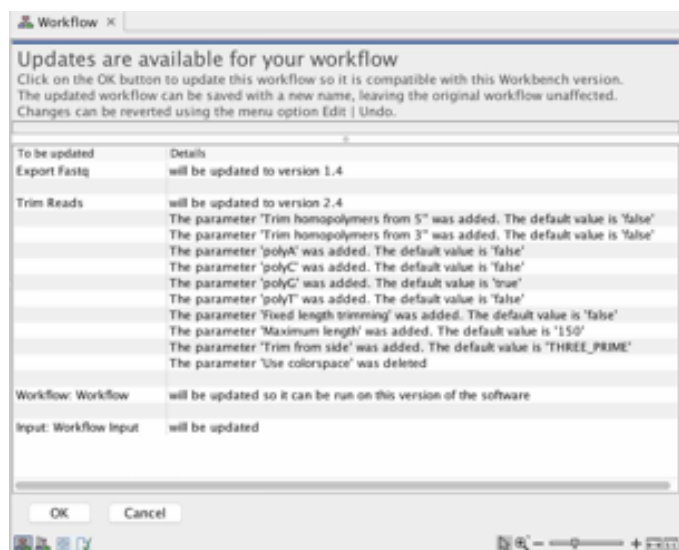 Workflow ×
Updates are available for your workflow
Click on the OK button to update this workflow so it is compatible with this Workbench version.
The updated workflow can be saved with a new name, leaving the original workflow unaffected.
Changes can be reverted using the menu option Edit | Undo.
To be updated Details
Export Fastq will be updated to version 1.4
Trim Reads will be updated to version 2.4
The parameter 'Trim homopolymers from 5'' was added. The default value is 'false'
The parameter 'Trim homopolymers from 3'' was added. The default value is 'false'
The parameter 'polyA' was added. The default value is 'false'
The parameter 'polyC' was added. The default value is 'false'
The parameter 'polyG' was added. The default value is 'true'
The parameter 'polyT' was added. The default value is 'false'
The parameter 'Fixed length trimming' was added. The default value is 'false'
The parameter 'Maximum length' was added. The default value is '150'
The parameter 'Trim from side' was added. The default value is 'THREE_PRIME'
The parameter 'Use colorspace' was deleted
Workflow: Workflow will be updated so it can be run on this version of the software
Input: Workflow Input will be updated
OK Cancel